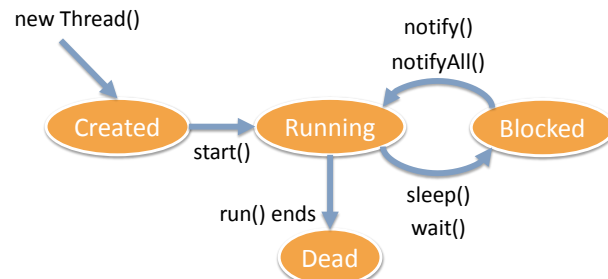 new Thread()
notify()
notifyAll()
Created
Running
Blocked
start()
sleep()
run() ends
wait()
Dead